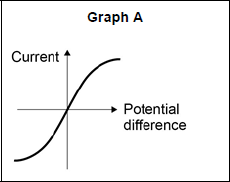 Graph A
Current
Potential
difference